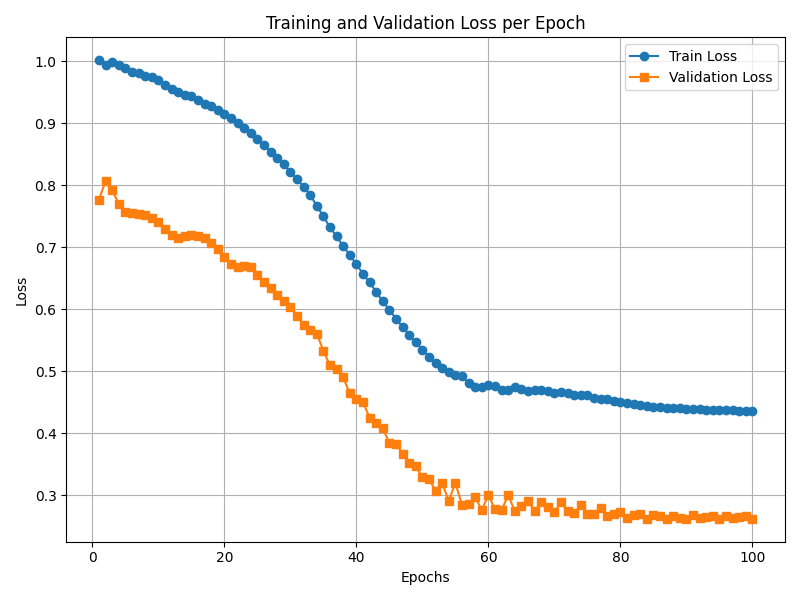 Training and Validation Loss per Epoch
Train Loss
Validation Loss
1.0
0.9
0.8
0.7
0.6
0.5
0.4
0.3
Loss
0 20 40 60 80 100
Epochs